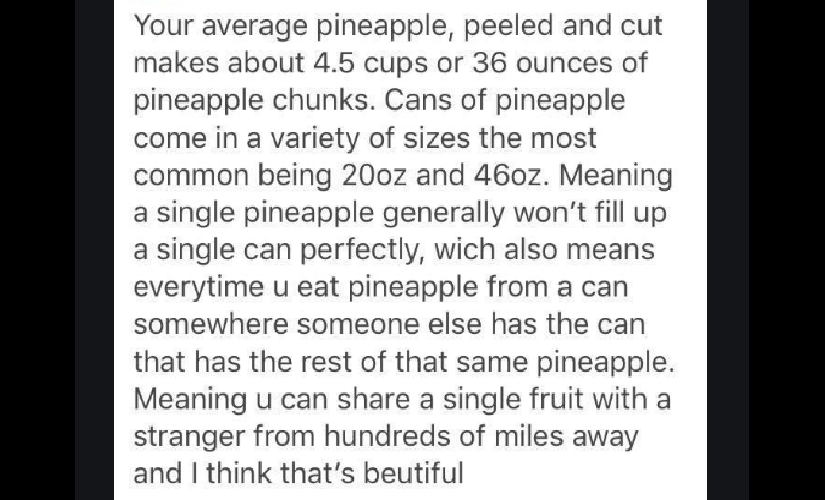 Your average pineapple, peeled and cut
makes about 4.5 cups or 36 ounces of
pineapple chunks. Cans of pineapple
come in a variety of sizes the most
common being 20oz and 46oz. Meaning
a single pineapple generally won’t fill up
a single can perfectly, wich also means
everytime u eat pineapple from a can
somewhere someone else has the can
that has the rest of that same pineapple.
Meaning u can share a single fruit with a
stranger from hundreds of miles away
and I think that’s beutiful